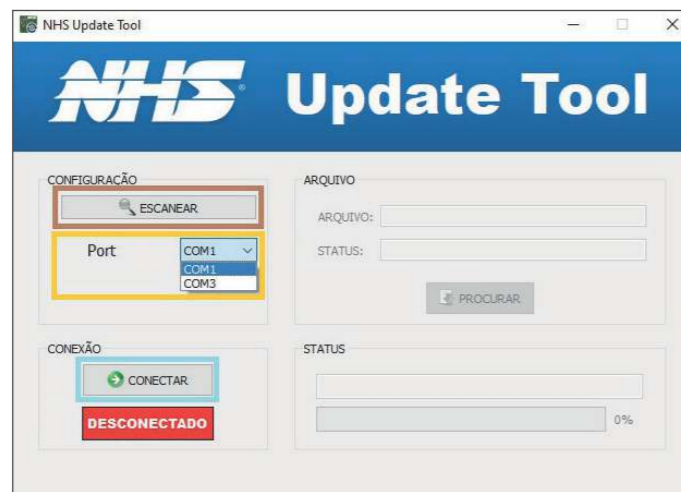 NHS Update Tool
NHS® Update Tool
CONFIGURAÇÃO
ESCANEAR
Port COM1
COM1
COM3
ARQUIVO
ARQUIVO:
STATUS:
PROCURAR
CONEXÃO
CONECTAR
DESCONECTADO
STATUS
0%